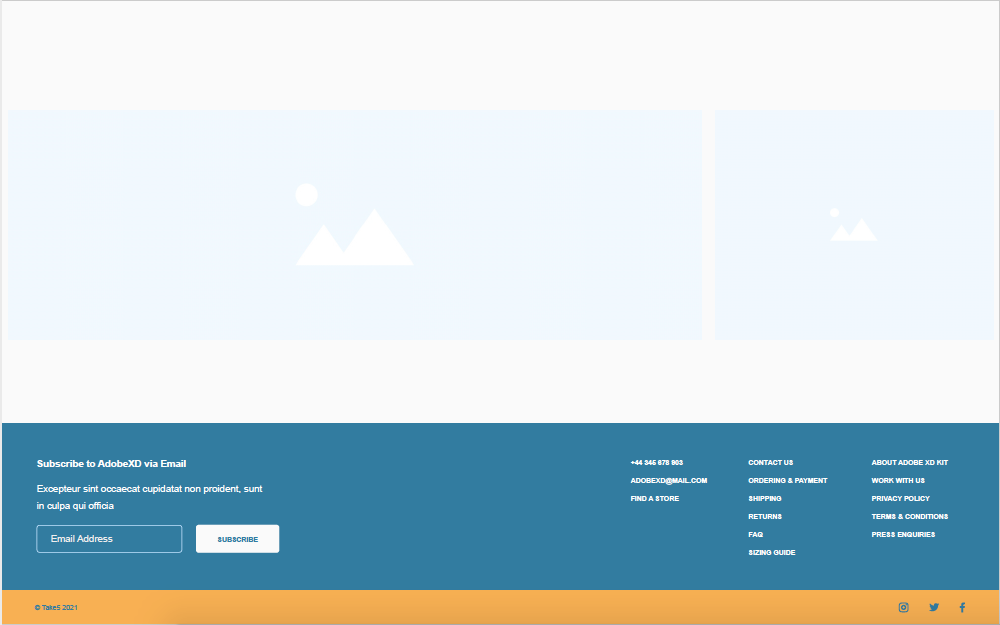 Subscribe to AdobeXD via Email
Excepteur sint occaecat cupidatat non proident, sunt
in culpa qui officia
Email Address
SUBSCRIBE
+44 345 678 903
ADOBEXD@MAIL.COM
FIND A STORE
CONTACT US
ORDERING & PAYMENT
SHIPPING
RETURNS
FAQ
SIZING GUIDE
ABOUT ADOBE XD KIT
WORK WITH US
PRIVACY POLICY
TERMS & CONDITIONS
PRESS ENQUIRIES
© Take5 2021